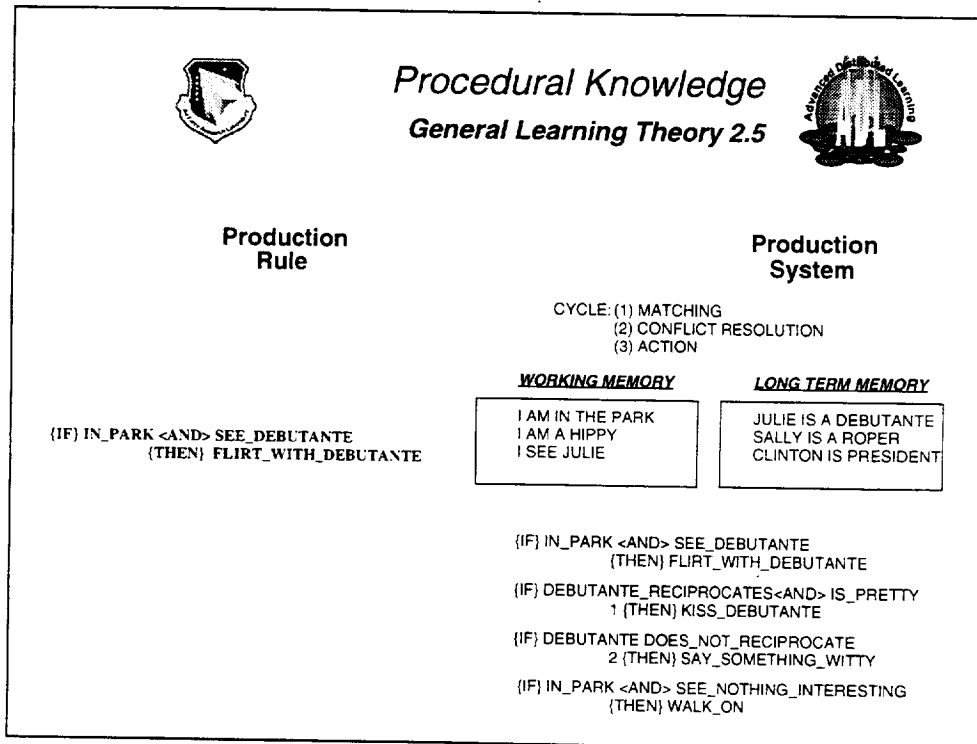 Procedural Knowledge
General Learning Theory 2.5
Advanced Distributed Learning
Production
Rule
{IF} IN_PARK <AND> SEE_DEBUTANTE
{THEN} FLIRT_WITH_DEBUTANTE
Production
System
CYCLE: (1) MATCHING
(2) CONFLICT RESOLUTION
(3) ACTION
WORKING MEMORY
I AM IN THE PARK
I AM A HIPPY
I SEE JULIE
LONG TERM MEMORY
JULIE IS A DEBUTANTE
SALLY IS A ROPER
CLINTON IS PRESIDENT
{IF} IN_PARK <AND> SEE_DEBUTANTE
{THEN} FLIRT_WITH_DEBUTANTE
{IF} DEBUTANTE_RECIPROCATES<AND> IS_PRETTY
1 {THEN} KISS_DEBUTANTE
{IF} DEBUTANTE DOES_NOT_RECIPROCATE
2 {THEN} SAY_SOMETHING_WITTY
{IF} IN_PARK <AND> SEE_NOTHING_INTERESTING
{THEN} WALK_ON